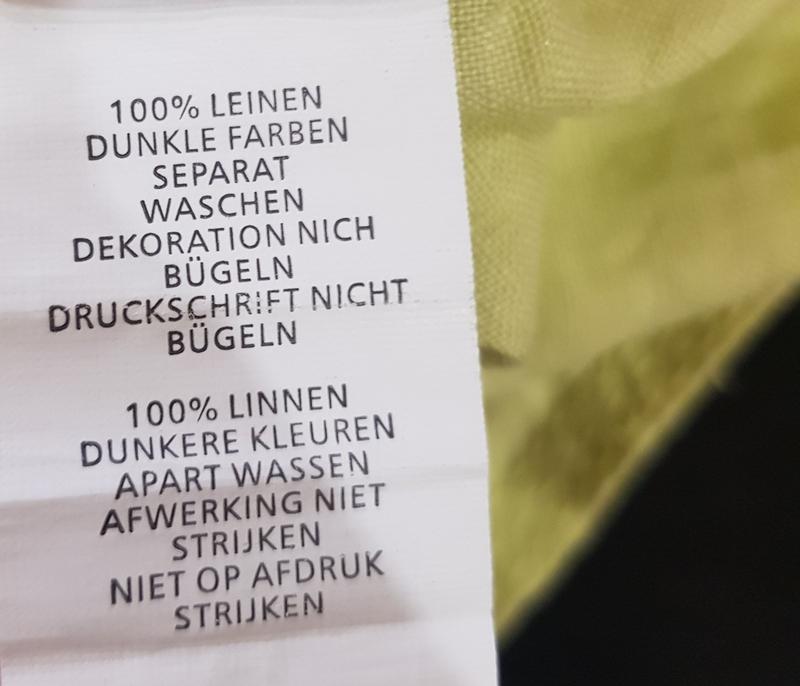 100% LEINEN
DUNKLE FARBEN
SEPARAT
WASCHEN
DEKORATION NICH
BÜGELN
DRUCKSCHRIFT NICHT
BÜGELN
100% LINNEN
DUNKERE KLEUREN
APART WASSEN
AFWERKING NIET
STRIJKEN
NIET OP AFDRUK
STRIJKEN